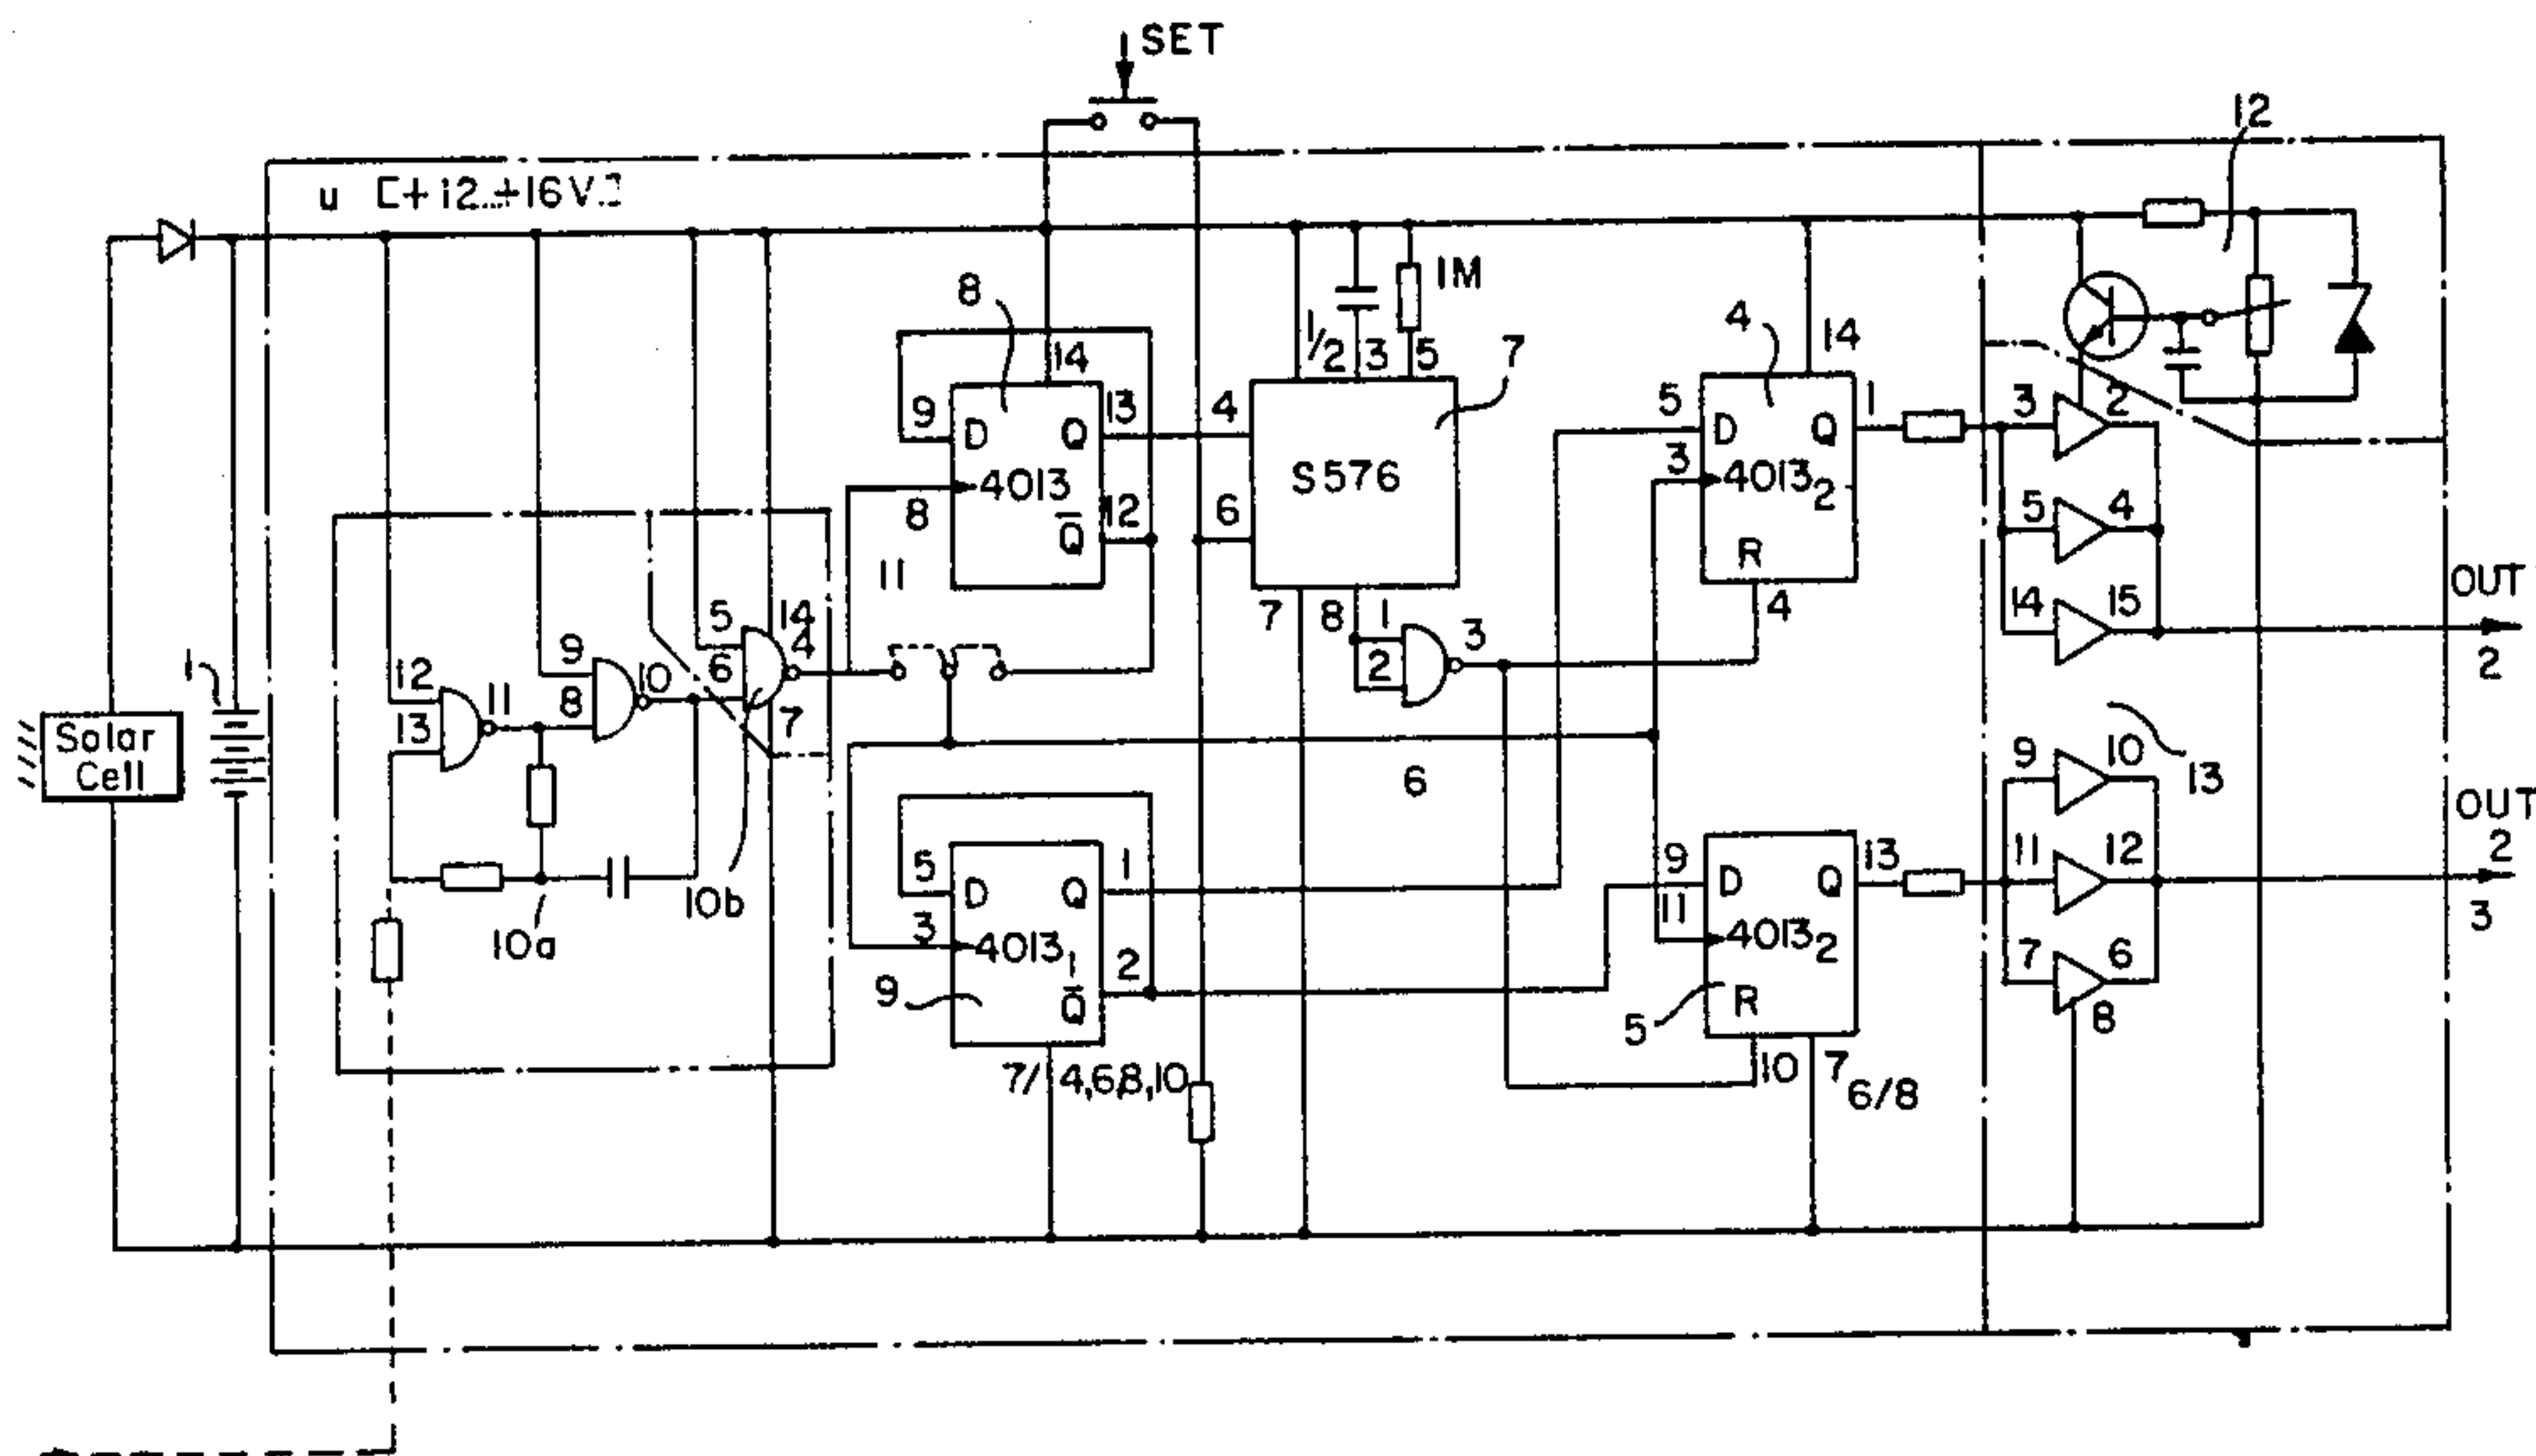 SET
12
u [+12...+16V]
8
14
1/2 3 5
1M
7
4
14
9 D Q 13
4
5 D Q 1
3 2
8 4013
Q̅ 12
S576
6
3 4013 2
5 4
11
R
4
14 15
OUT
2
7 8 1
2 3
5 14
6 4
7
9
8 10
12
13 11
1
Solar
Cell
10a
10b
6
9 10
13
5 D Q 1
3 4013 1
Q̅ 2
9
7/ 4,6,8,10
9 D Q 13
11 4013 2
5 R
10 7
6/8
11 12
OUT
2
3
7 6
8